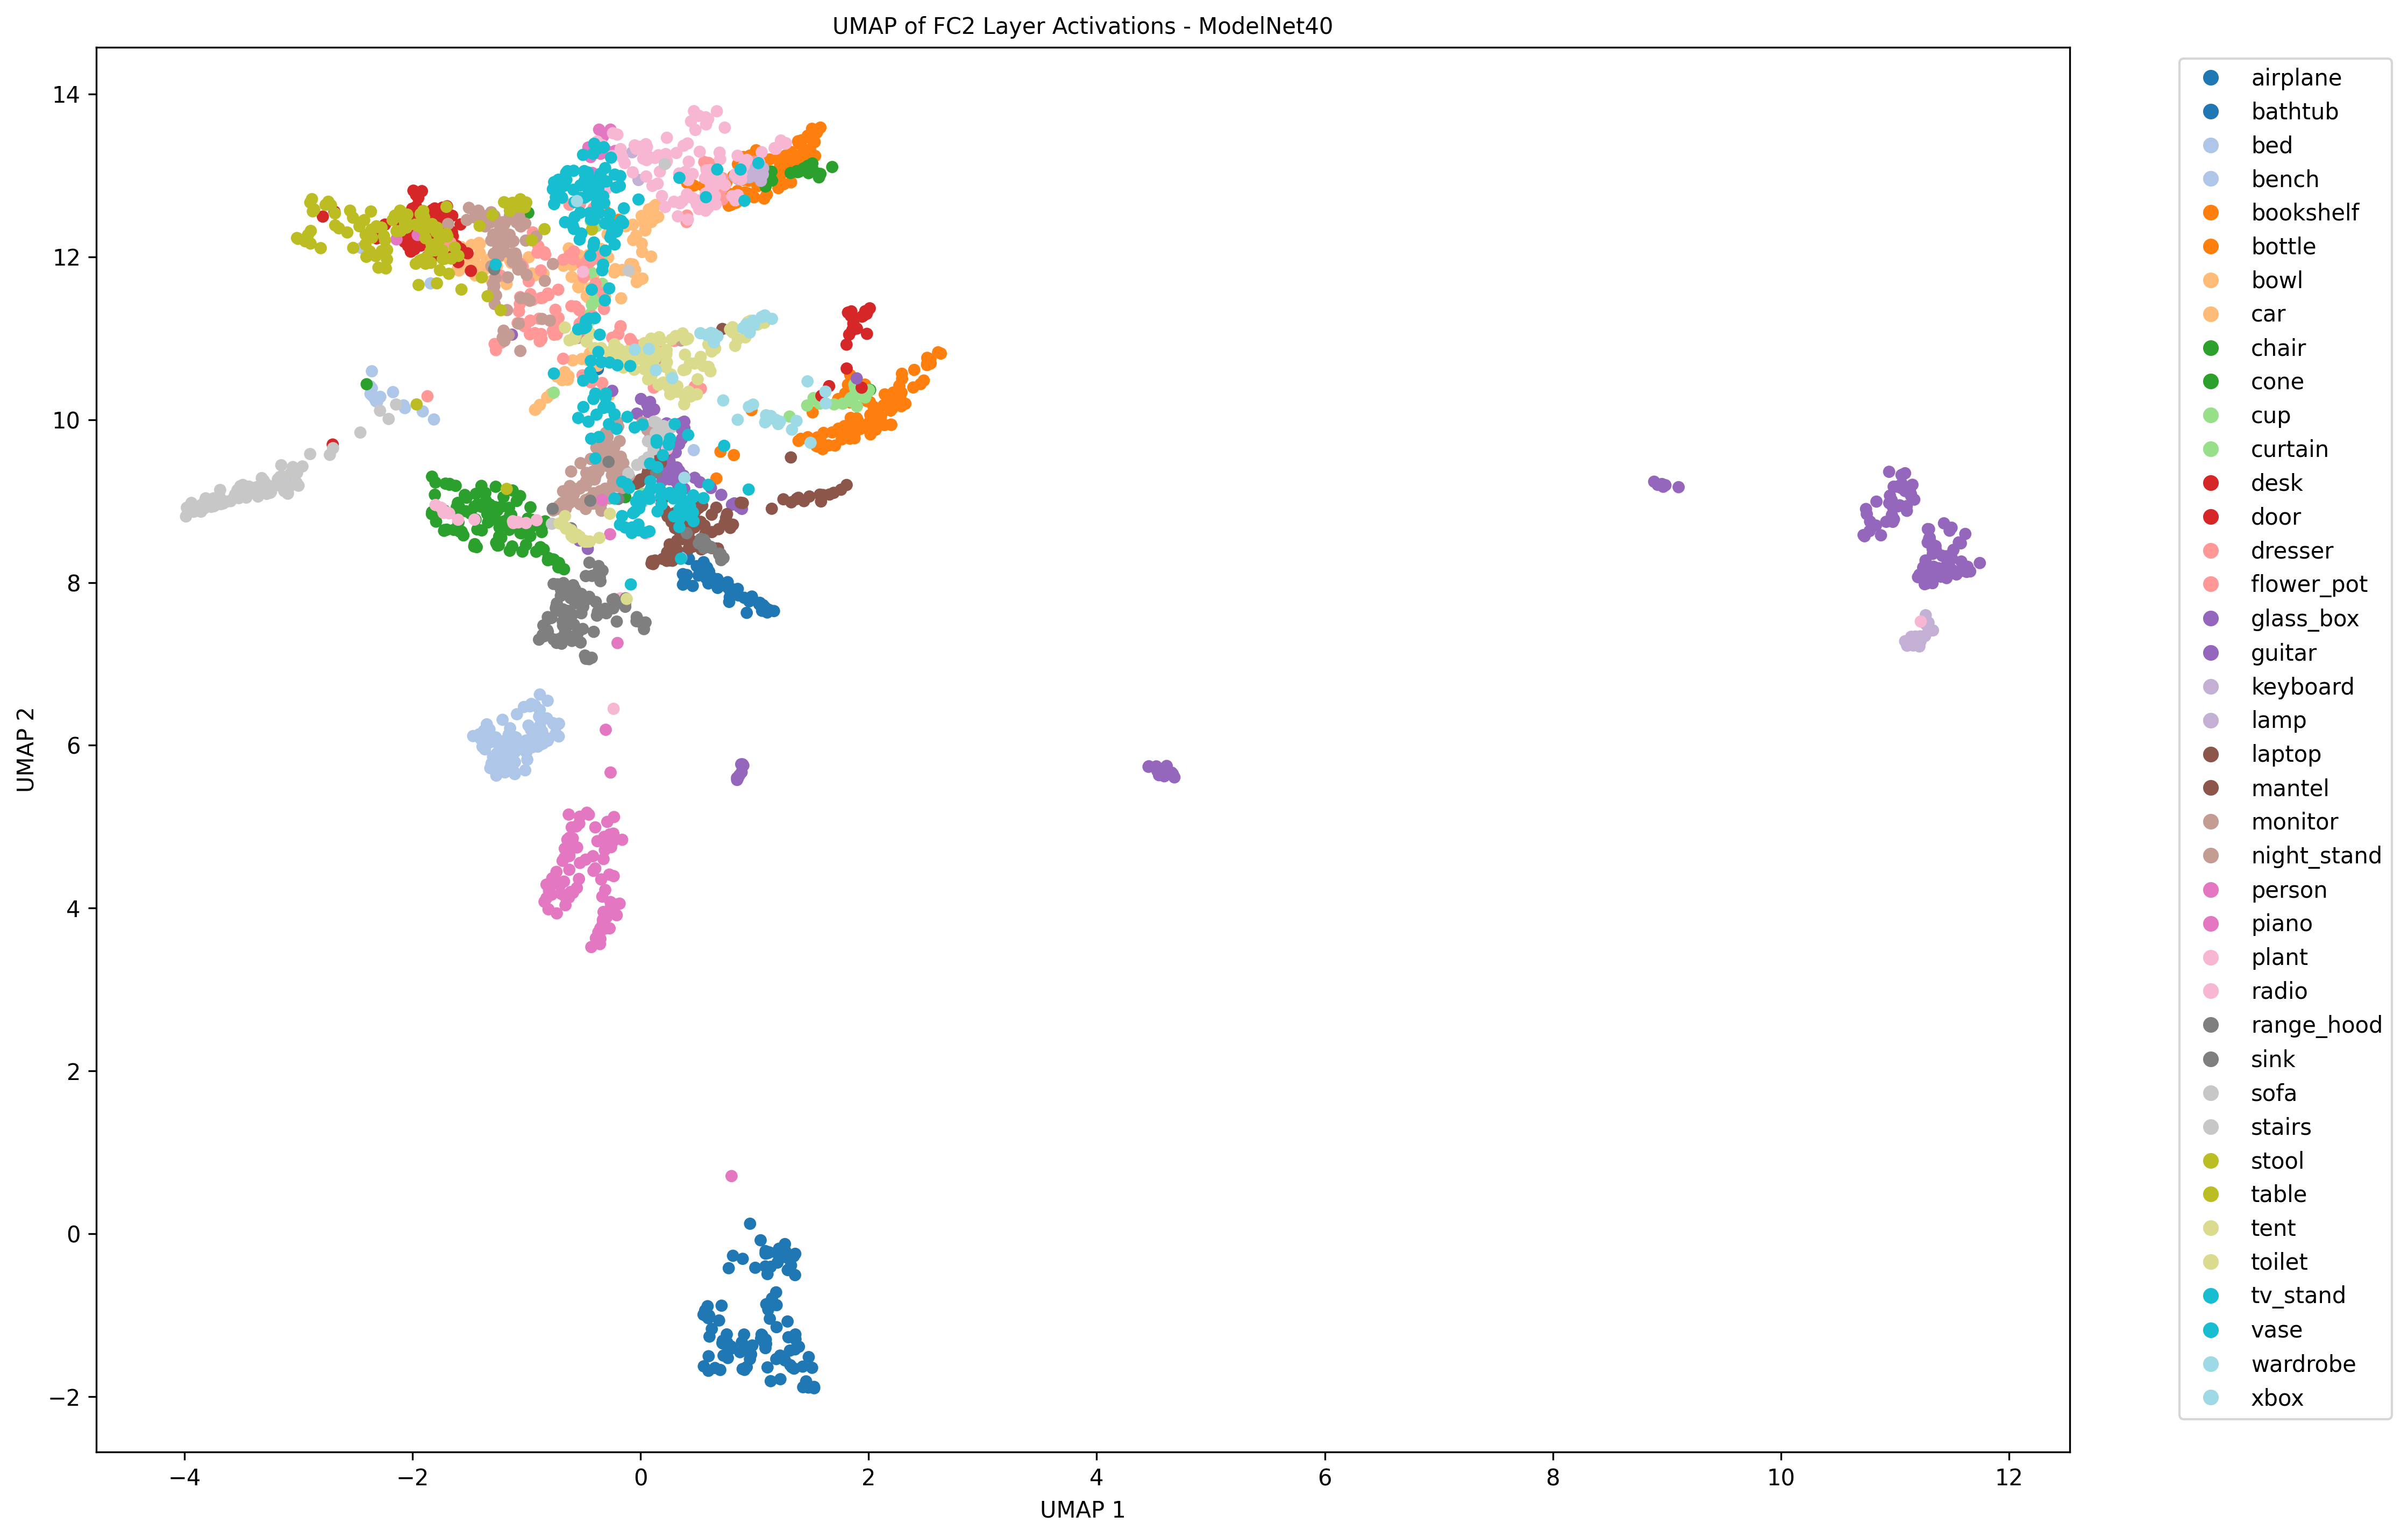 UMAP of FC2 Layer Activations - ModelNet40
14
12
10
8
6
4
2
0
−2
UMAP 2
−4
−2
0
2
4
6
8
10
12
UMAP 1
airplane
bathtub
bed
bench
bookshelf
bottle
bowl
car
chair
cone
cup
curtain
desk
door
dresser
flower_pot
glass_box
guitar
keyboard
lamp
laptop
mantel
monitor
night_stand
person
piano
plant
radio
range_hood
sink
sofa
stairs
stool
table
tent
toilet
tv_stand
vase
wardrobe
xbox